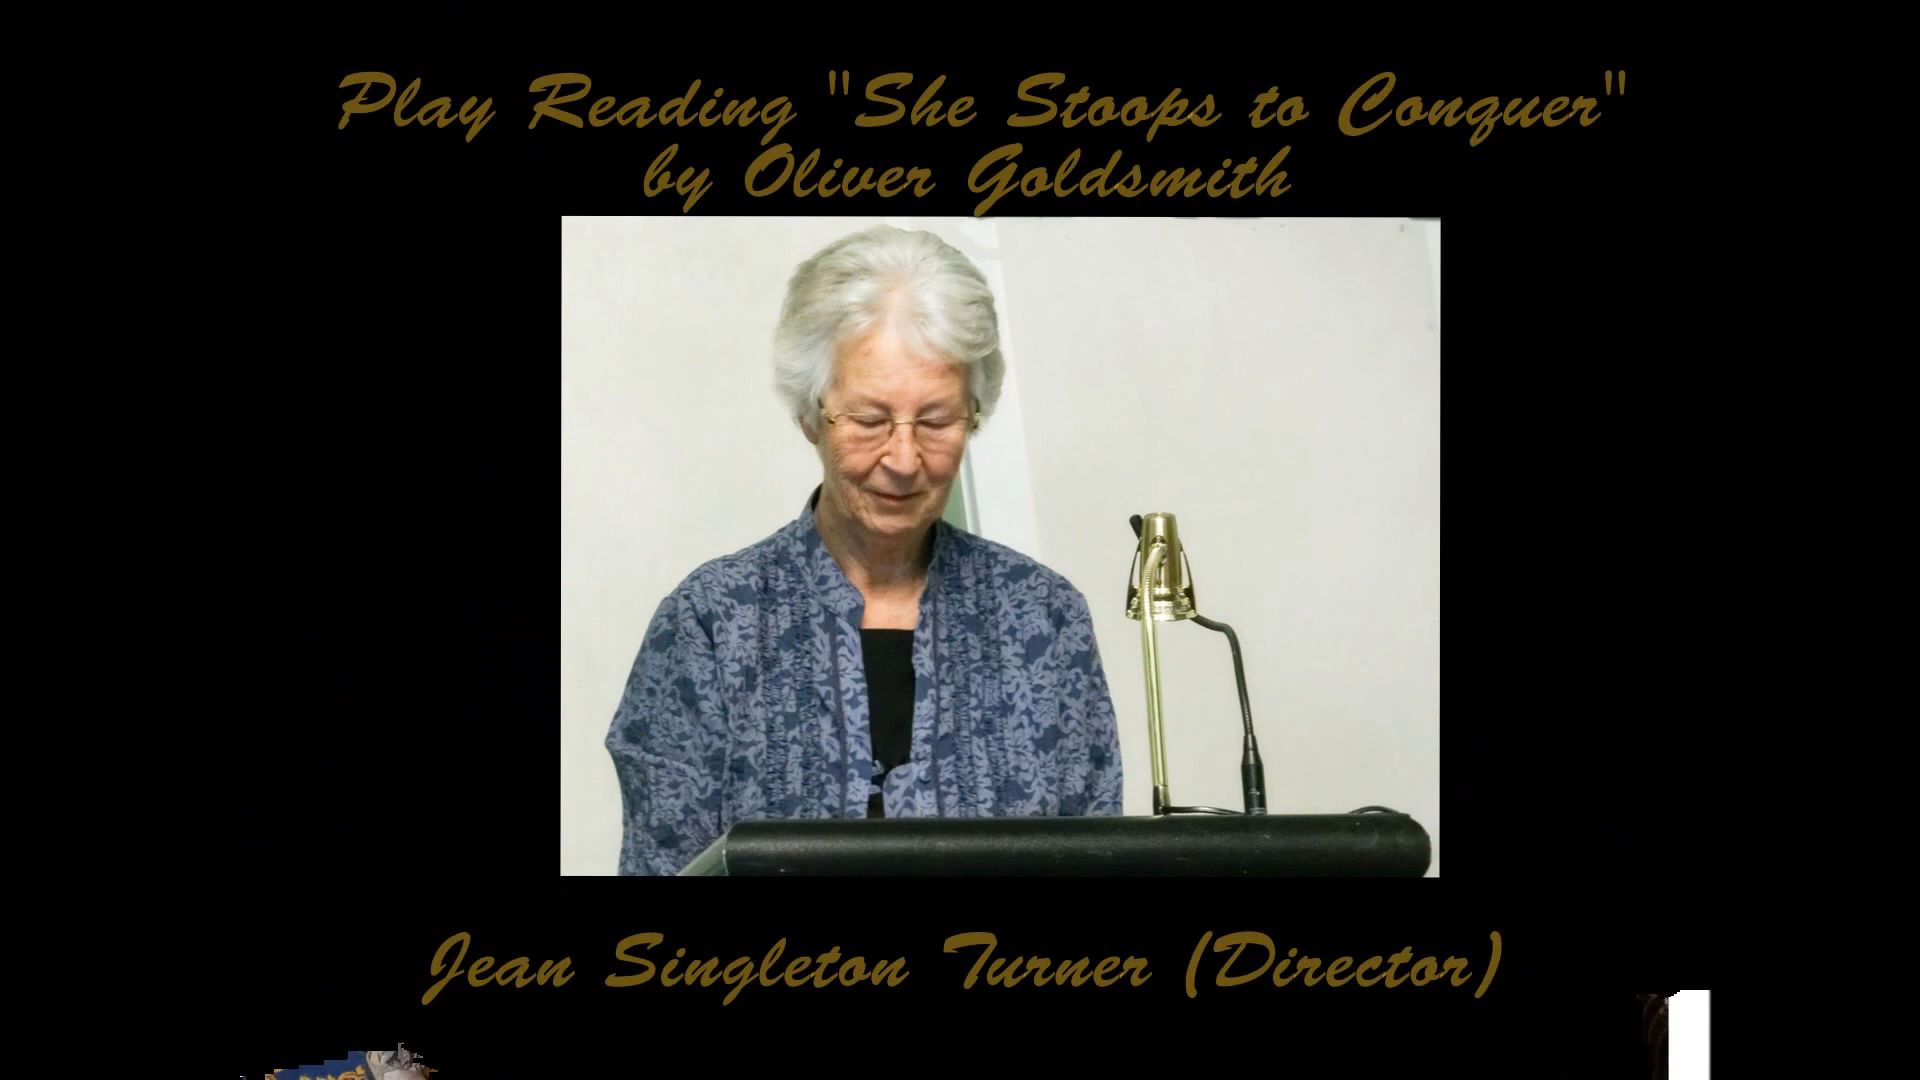 Play Reading "She Stoops to Conquer"
by Oliver Goldsmith
Jean Singleton Turner (Director)